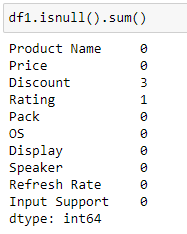 df1.isnull().sum()
Product Name 0
Price 0
Discount 3
Rating 1
Pack 0
OS 0
Display 0
Speaker 0
Refresh Rate 0
Input Support 0
dtype: int64